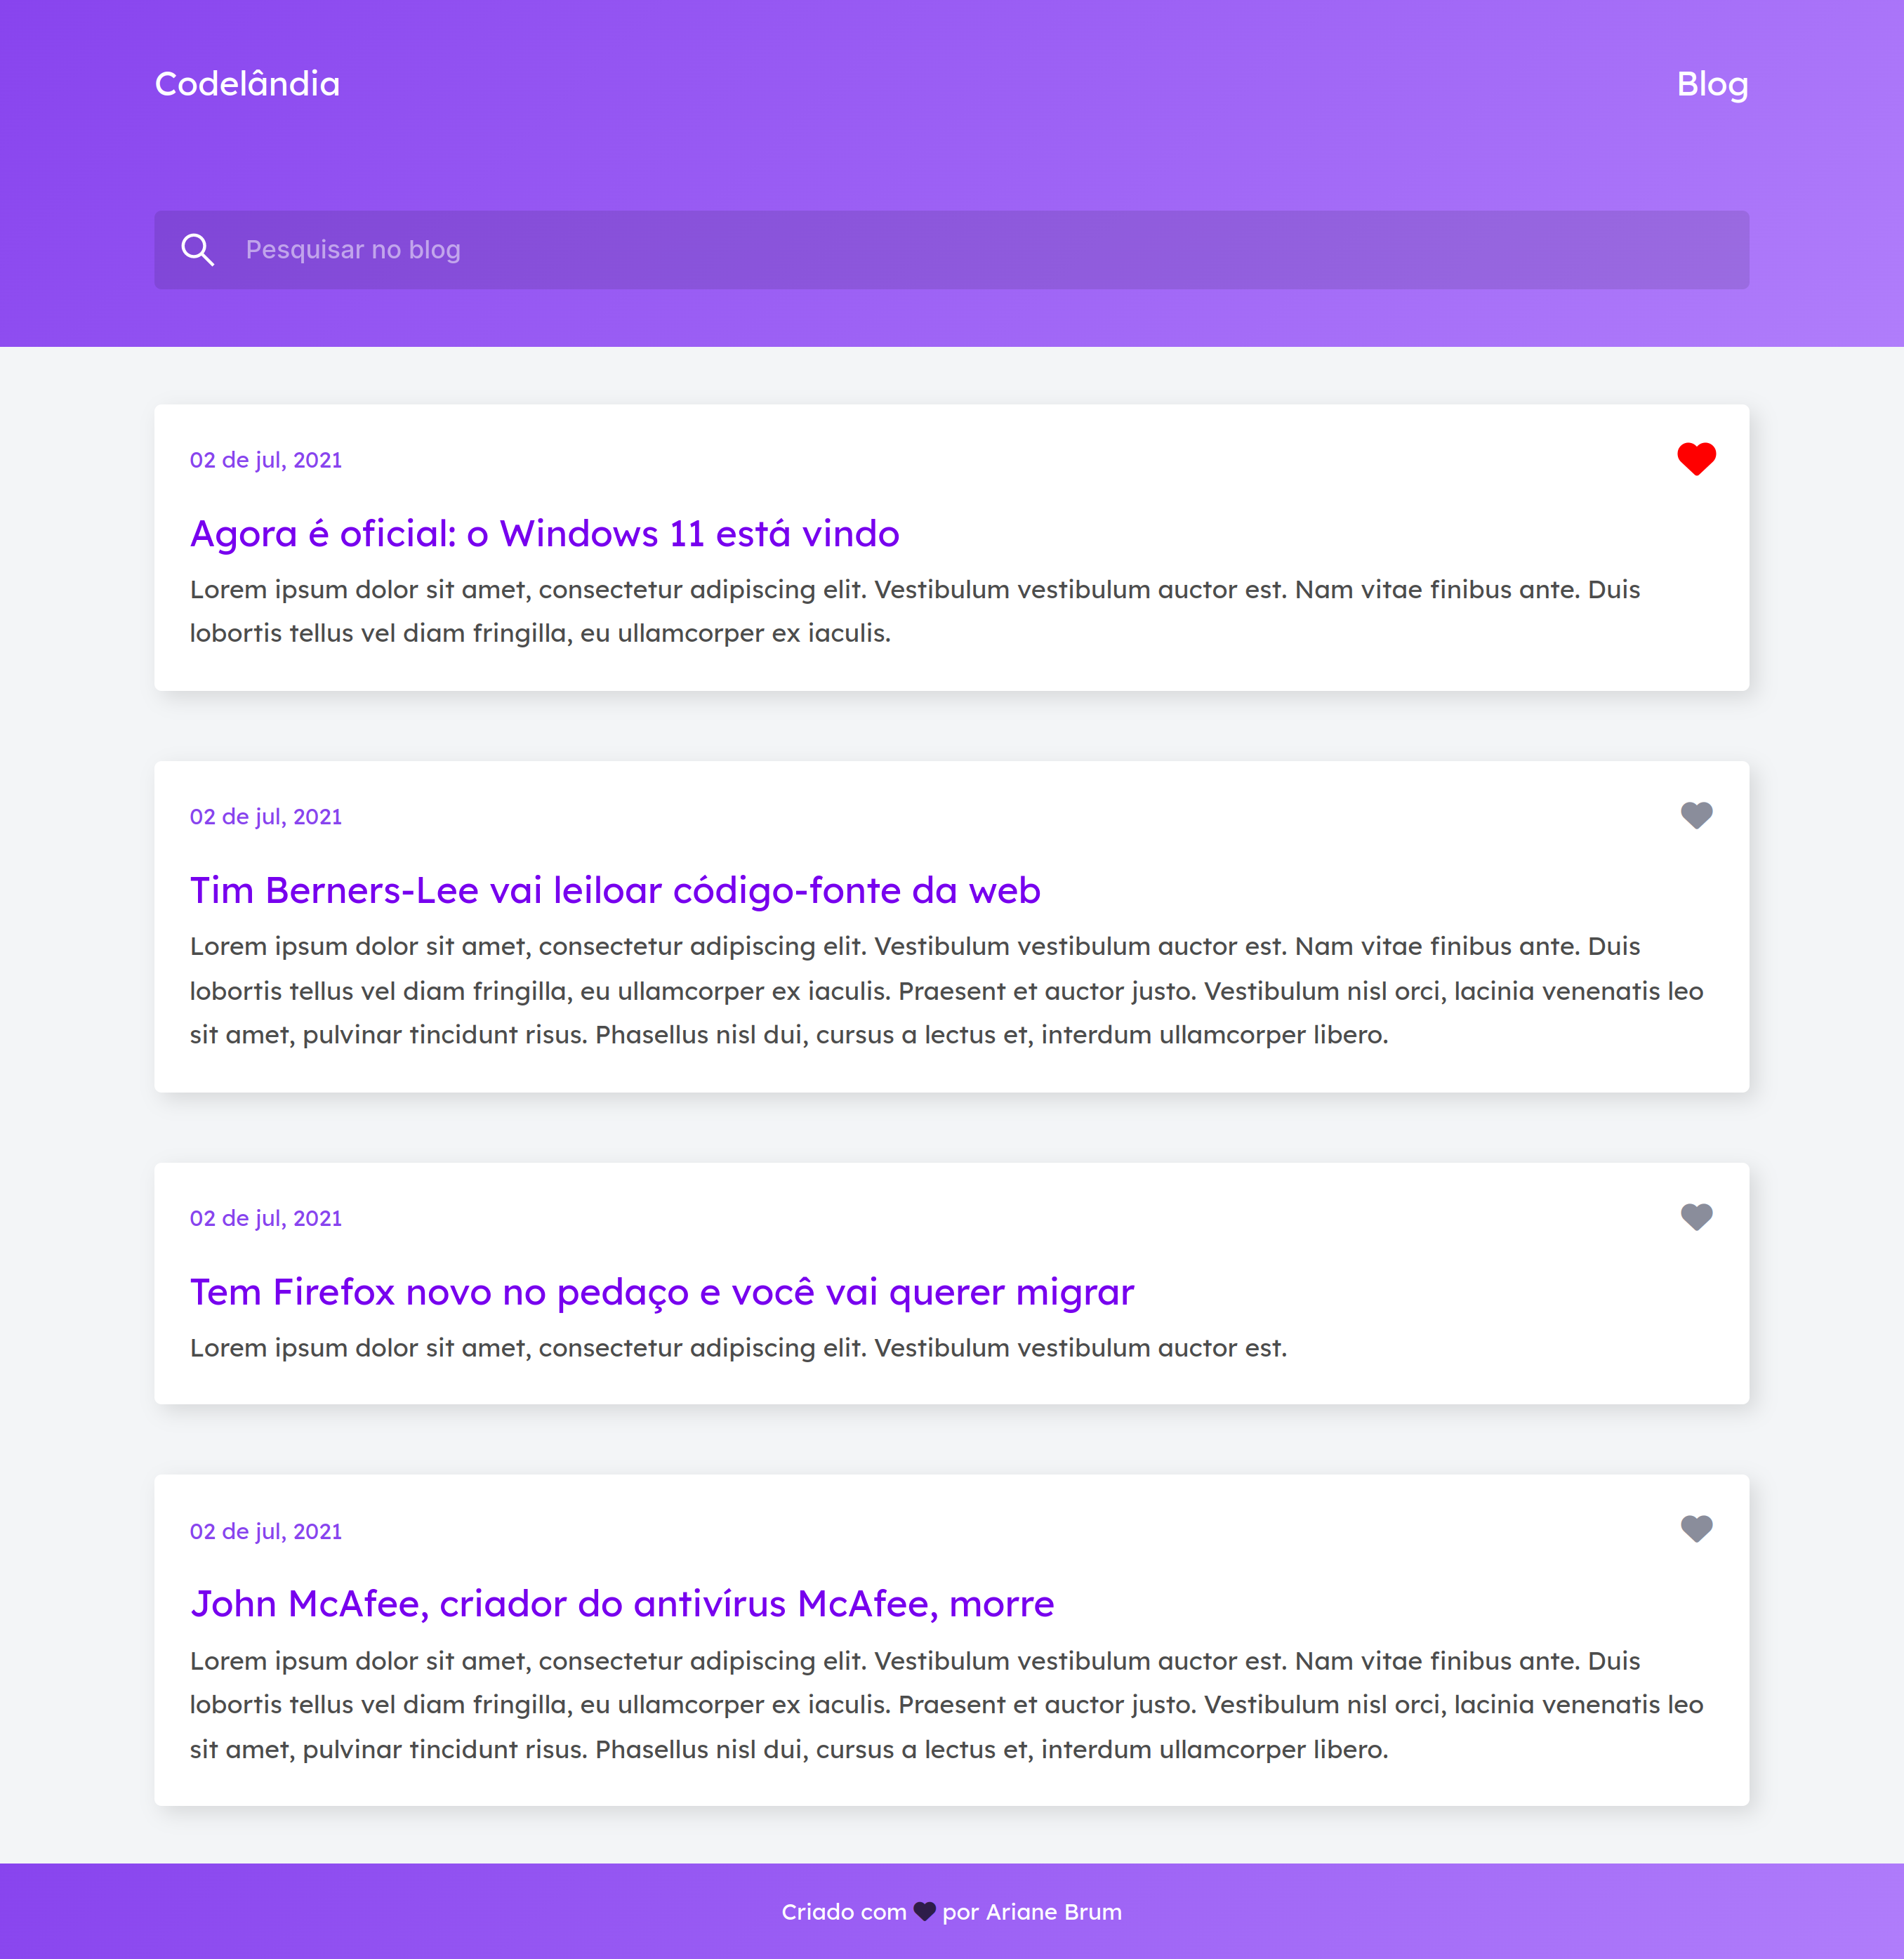 Codelândia
Blog
Pesquisar no blog
02 de jul, 2021
Agora é oficial: o Windows 11 está vindo
Lorem ipsum dolor sit amet, consectetur adipiscing elit. Vestibulum vestibulum auctor est. Nam vitae finibus ante. Duis
lobortis tellus vel diam fringilla, eu ullamcorper ex iaculis.
02 de jul, 2021
Tim Berners-Lee vai leiloar código-fonte da web
Lorem ipsum dolor sit amet, consectetur adipiscing elit. Vestibulum vestibulum auctor est. Nam vitae finibus ante. Duis
lobortis tellus vel diam fringilla, eu ullamcorper ex iaculis. Praesent et auctor justo. Vestibulum nisl orci, lacinia venenatis leo
sit amet, pulvinar tincidunt risus. Phasellus nisl dui, cursus a lectus et, interdum ullamcorper libero.
02 de jul, 2021
Tem Firefox novo no pedaço e você vai querer migrar
Lorem ipsum dolor sit amet, consectetur adipiscing elit. Vestibulum vestibulum auctor est.
02 de jul, 2021
John McAfee, criador do antivírus McAfee, morre
Lorem ipsum dolor sit amet, consectetur adipiscing elit. Vestibulum vestibulum auctor est. Nam vitae finibus ante. Duis
lobortis tellus vel diam fringilla, eu ullamcorper ex iaculis. Praesent et auctor justo. Vestibulum nisl orci, lacinia venenatis leo
sit amet, pulvinar tincidunt risus. Phasellus nisl dui, cursus a lectus et, interdum ullamcorper libero.
Criado com 🖤 por Ariane Brum